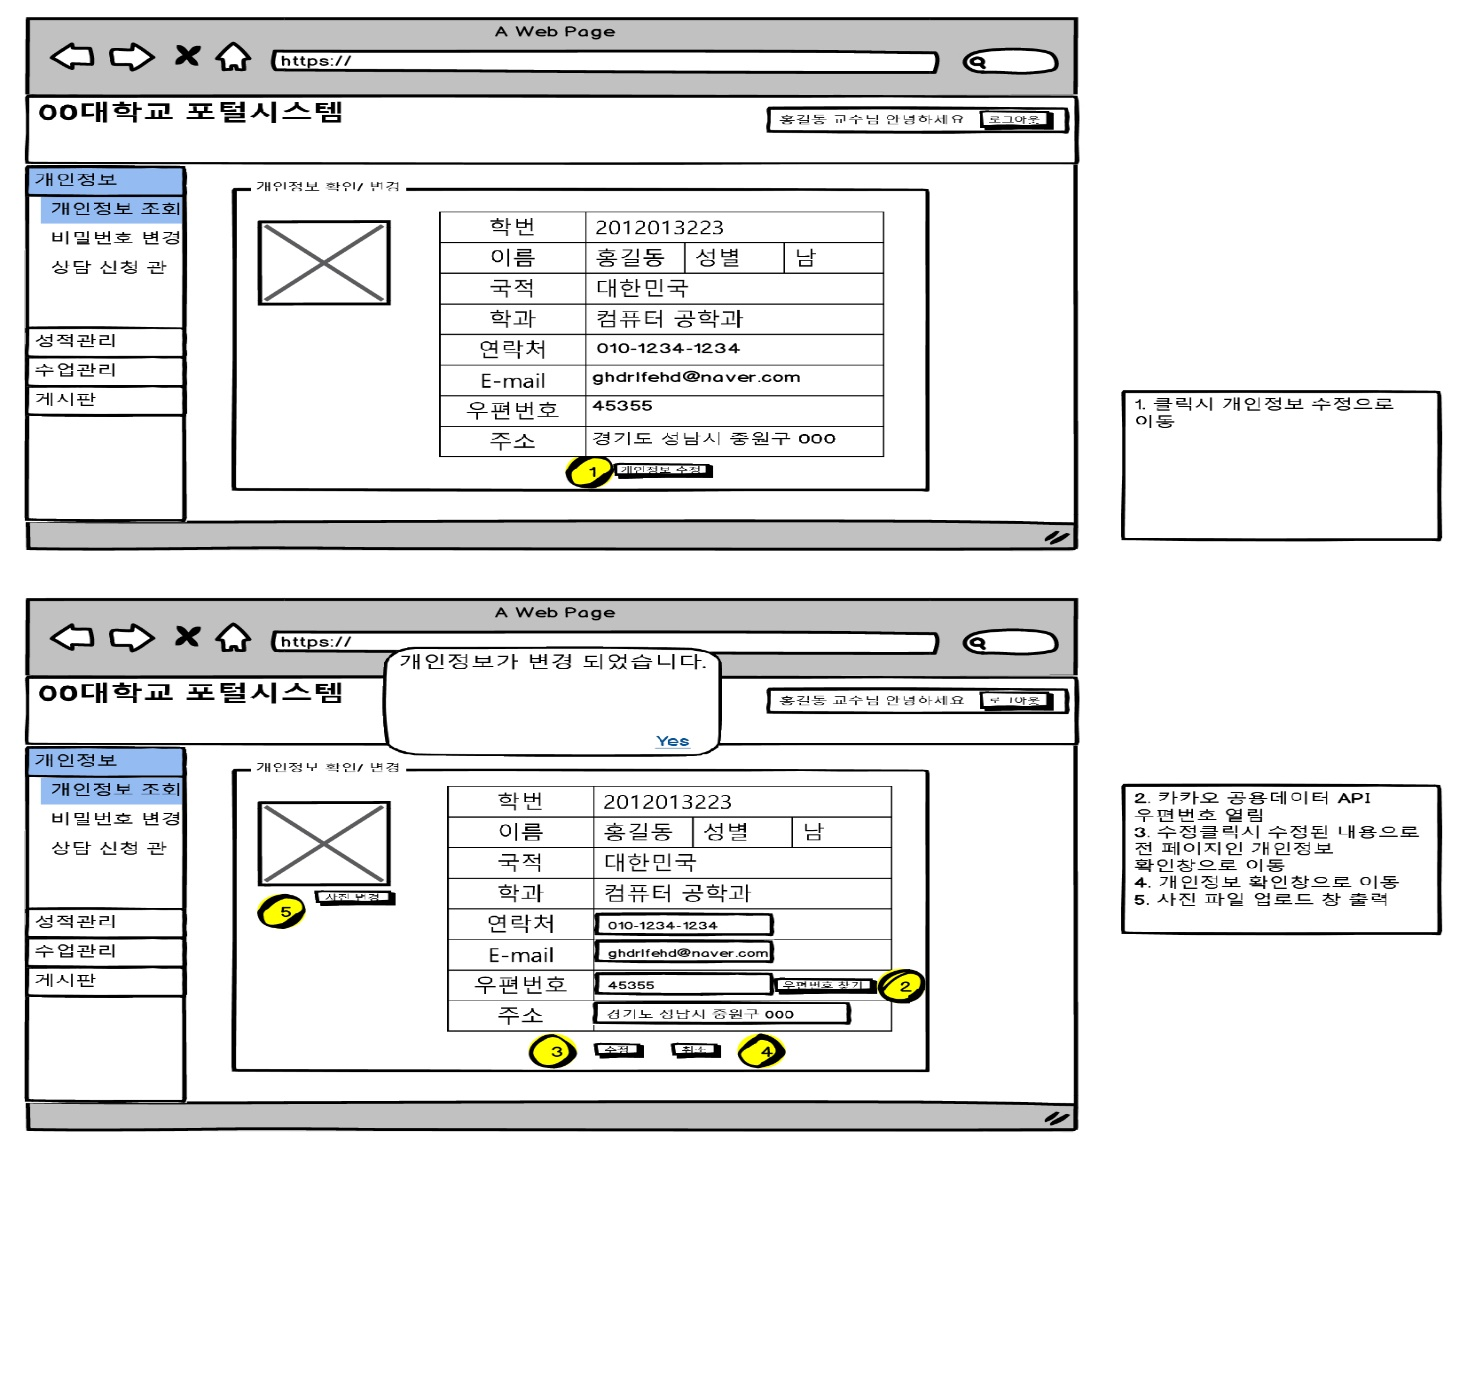 A Web Page
https://
00대학교 포털시스템
홍길동 교수님 안녕하세요 로그아웃
개인정보
개인정보 조회
비밀번호 변경
상담 신청 관
성적관리
수업관리
게시판
개인정보 확인/ 변경
학번 2012013223
이름 홍길동 성별 남
국적 대한민국
학과 컴퓨터 공학과
연락처 010-1234-1234
E-mail ghdrlfehd@naver.com
우편번호 45355
주소 경기도 성남시 중원구 000
1 개인정보 수정
1. 클릭시 개인정보 수정으로
이동
A Web Page
https://
개인정보가 변경 되었습니다.
Yes
00대학교 포털시스템
홍길동 교수님 안녕하세요 로그아웃
개인정보
개인정보 조회
비밀번호 변경
상담 신청 관
성적관리
수업관리
게시판
개인정보 확인/ 변경
사진 변경
5
학번 2012013223
이름 홍길동 성별 남
국적 대한민국
학과 컴퓨터 공학과
연락처 010-1234-1234
E-mail ghdrlfehd@naver.com
우편번호 45355 우편번호 찾기 2
주소 경기도 성남시 중원구 000
3 수정 취소 4
2. 카카오 공용데이터 API
우편번호 열림
3. 수정클릭시 수정된 내용으로
전 페이지인 개인정보
확인창으로 이동
4. 개인정보 확인창으로 이동
5. 사진 파일 업로드 창 출력